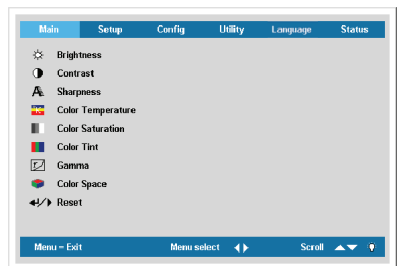 Main Setup Config Utility Language Status
Brightness
Contrast
Sharpness
Color Temperature
Color Saturation
Color Tint
Gamma
Color Space
Reset
Menu = Exit Menu select Scroll